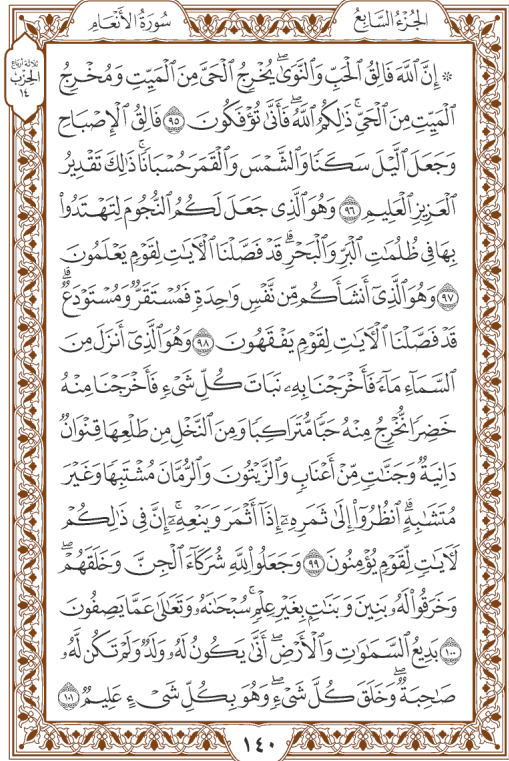 الجزء السابع
سورة الأنعام
ثلاثة أرباع
الحزب
١٤
۞ إِنَّ ٱللَّهَ فَالِقُ ٱلْحَبِّ وَٱلنَّوَىٰۖ يُخْرِجُ ٱلْحَىَّ مِنَ ٱلْمَيِّتِ وَمُخْرِجُ
ٱلْمَيِّتِ مِنَ ٱلْحَىِّۚ ذَٰلِكُمُ ٱللَّهُۖ فَأَنَّىٰ تُؤْفَكُونَ ٩٥ فَالِقُ ٱلْإِصْبَاحِ
وَجَعَلَ ٱلَّيْلَ سَكَنًا وَٱلشَّمْسَ وَٱلْقَمَرَ حُسْبَانًاۚ ذَٰلِكَ تَقْدِيرُ
ٱلْعَزِيزِ ٱلْعَلِيمِ ٩٦ وَهُوَ ٱلَّذِى جَعَلَ لَكُمُ ٱلنُّجُومَ لِتَهْتَدُوا۟
بِهَا فِى ظُلُمَٰتِ ٱلْبَرِّ وَٱلْبَحْرِۗ قَدْ فَصَّلْنَا ٱلْءَايَٰتِ لِقَوْمٍ يَعْلَمُونَ
٩٧ وَهُوَ ٱلَّذِىٓ أَنشَأَكُم مِّن نَّفْسٍ وَٰحِدَةٍ فَمُسْتَقَرٌّ وَمُسْتَوْدَعٌۗ
قَدْ فَصَّلْنَا ٱلْءَايَٰتِ لِقَوْمٍ يَفْقَهُونَ ٩٨ وَهُوَ ٱلَّذِىٓ أَنزَلَ مِنَ
ٱلسَّمَآءِ مَآءً فَأَخْرَجْنَا بِهِۦ نَبَاتَ كُلِّ شَىْءٍ فَأَخْرَجْنَا مِنْهُ
خَضِرًا نُّخْرِجُ مِنْهُ حَبًّا مُّتَرَاكِبًا وَمِنَ ٱلنَّخْلِ مِن طَلْعِهَا قِنْوَانٌ
دَانِيَةٌ وَجَنَّٰتٍ مِّنْ أَعْنَابٍ وَٱلزَّيْتُونَ وَٱلرُّمَّانَ مُشْتَبِهًا وَغَيْرَ
مُتَشَٰبِهٍۗ ٱنظُرُوٓا۟ إِلَىٰ ثَمَرِهِۦٓ إِذَآ أَثْمَرَ وَيَنْعِهِۦٓۚ إِنَّ فِى ذَٰلِكُمْ
لَءَايَٰتٍ لِّقَوْمٍ يُؤْمِنُونَ ٩٩ وَجَعَلُوا۟ لِلَّهِ شُرَكَآءَ ٱلْجِنَّ وَخَلَقَهُمْۖ
وَخَرَقُوا۟ لَهُۥ بَنِينَ وَبَنَٰتٍۭ بِغَيْرِ عِلْمٍۚ سُبْحَٰنَهُۥ وَتَعَٰلَىٰ عَمَّا يَصِفُونَ
١٠٠ بَدِيعُ ٱلسَّمَٰوَٰتِ وَٱلْأَرْضِۖ أَنَّىٰ يَكُونُ لَهُۥ وَلَدٌ وَلَمْ تَكُن لَّهُۥ
صَٰحِبَةٌۖ وَخَلَقَ كُلَّ شَىْءٍۖ وَهُوَ بِكُلِّ شَىْءٍ عَلِيمٌ ١٠١
١٤٠